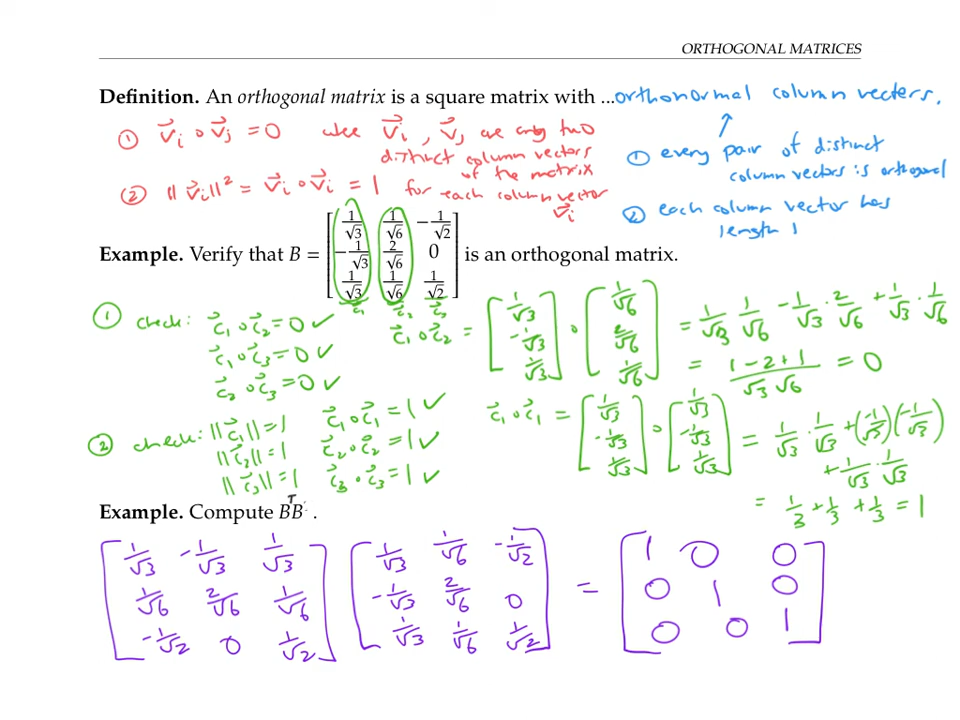 ORTHOGONAL MATRICES
Definition. An orthogonal matrix is a square matrix with ...orthonormal column vecters.
① v⃗ᵢ ∘ v⃗ⱼ = 0 where v⃗ᵢ, v⃗ⱼ are any two
distinct column vectors
of the matrix
② ||v⃗ᵢ||² = v⃗ᵢ ∘ v⃗ᵢ = 1 for each column vector
v⃗ᵢ
↑
① every pair of distinct
column vectors is orthogonal
② each column vector has
length 1
Example. Verify that B = [1/√3 1/√6 -1/√2; -1/√3 2/√6 0; 1/√3 1/√6 1/√2] is an orthogonal matrix.
c⃗₁ c⃗₂ c⃗₃
① check: c⃗₁ ∘ c⃗₂ = 0 ✓
c⃗₁ ∘ c⃗₃ = 0 ✓
c⃗₂ ∘ c⃗₃ = 0 ✓
c⃗₁ ∘ c⃗₂ = [1/√3; -1/√3; 1/√3] ∘ [1/√6; 2/√6; 1/√6] = 1/√3 1/√6 - 1/√3 · 2/√6 + 1/√3 · 1/√6
= (1 - 2 + 1)/(√3 √6) = 0
② check: ||c⃗₁|| = 1 c⃗₁ ∘ c⃗₁ = 1 ✓
||c⃗₂|| = 1 c⃗₂ ∘ c⃗₂ = 1 ✓
||c⃗₃|| = 1 c⃗₃ · c⃗₃ = 1 ✓
c⃗₁ ∘ c⃗₁ = [1/√3; -1/√3; 1/√3] ∘ [1/√3; -1/√3; 1/√3] = 1/√3 · 1/√3 + (-1/√3)(-1/√3)
+ 1/√3 · 1/√3
= 1/3 + 1/3 + 1/3 = 1
Example. Compute BᵀB .
[1/√3 -1/√3 1/√3; 1/√6 2/√6 1/√6; -1/√2 0 1/√2] [1/√3 1/√6 -1/√2; -1/√3 2/√6 0; 1/√3 1/√6 1/√2] = [1 0 0; 0 1 0; 0 0 1]